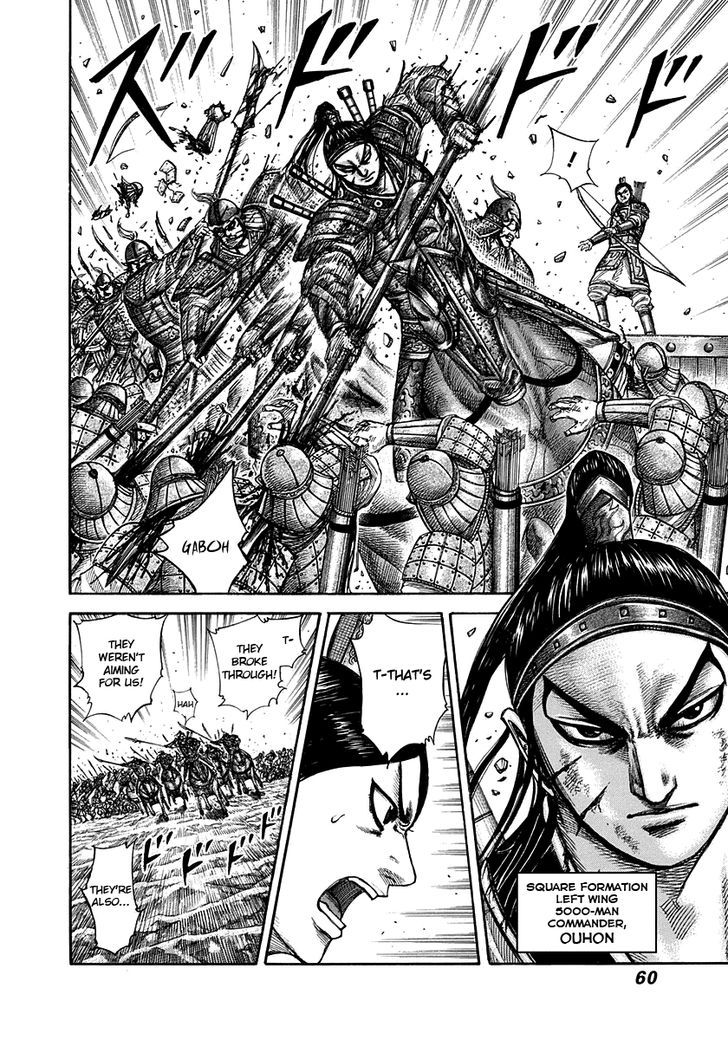 ズドドド
!
GABOH
SQUARE FORMATION
LEFT WING
5000-MAN
COMMANDER,
OUHON
T-THAT'S
...
T-
THEY
BROKE
THROUGH!
THEY
WEREN'T
AIMING
FOR US!
HAH
ドドドド
THEY'RE
ALSO...
60